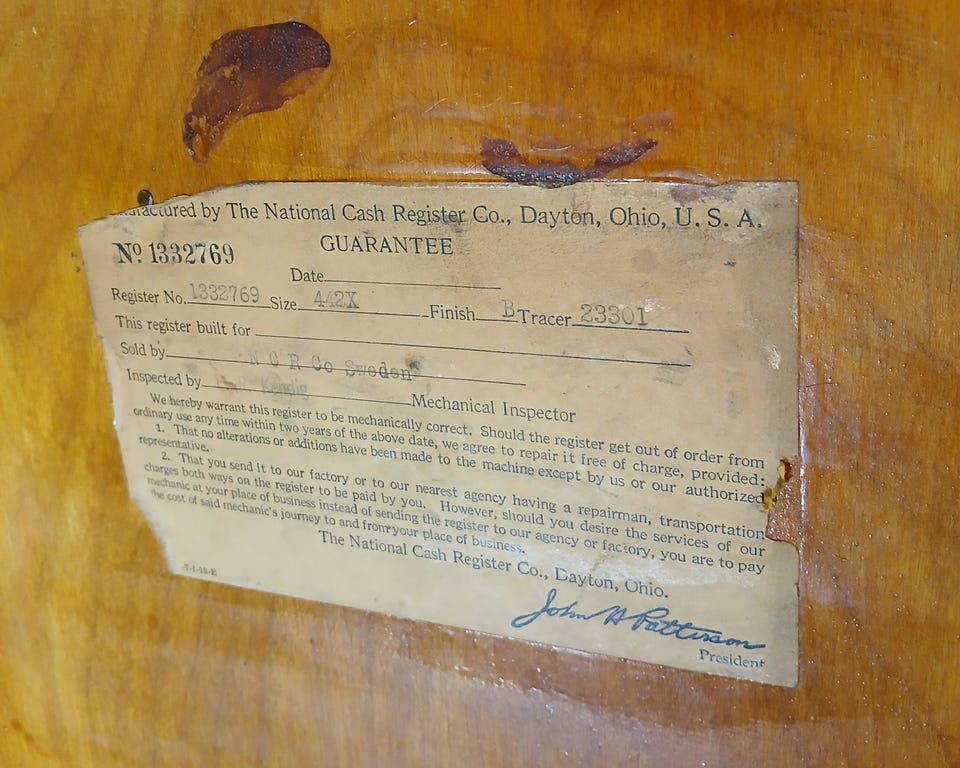 Manufactured by The National Cash Register Co., Dayton, Ohio, U. S. A.
No 1332769 GUARANTEE
Date
Register No. 1332769 Size 442X Finish B Tracer 23301
This register built for
Sold by N C R Co Sweden
Inspected by Mechanical Inspector
We hereby warrant this register to be mechanically correct. Should the register get out of order from
ordinary use any time within two years of the above date, we agree to repair it free of charge, provided:
1. That no alterations or additions have been made to the machine except by us or our authorized
representative.
2. That you send it to our factory or to our nearest agency having a repairman, transportation
charges both ways on the register to be paid by you. However, should you desire the services of our
mechanic at your place of business instead of sending the register to our agency or factory, you are to pay
the cost of said mechanic's journey to and from your place of business.
The National Cash Register Co., Dayton, Ohio.
John H Patterson
President